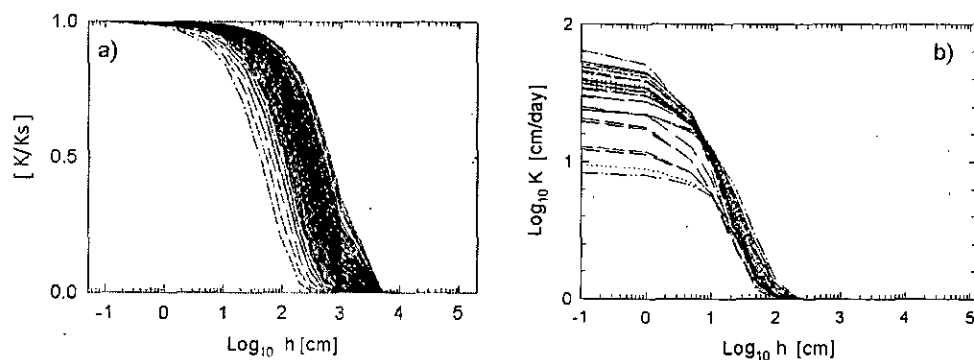 a)
1.0
0.5
0.0
[ K/Ks]
-1 0 1 2 3 4 5
Log10 h [cm]
b)
2
1
0
Log10 K [cm/day]
-1 0 1 2 3 4 5
Log10 h [cm]